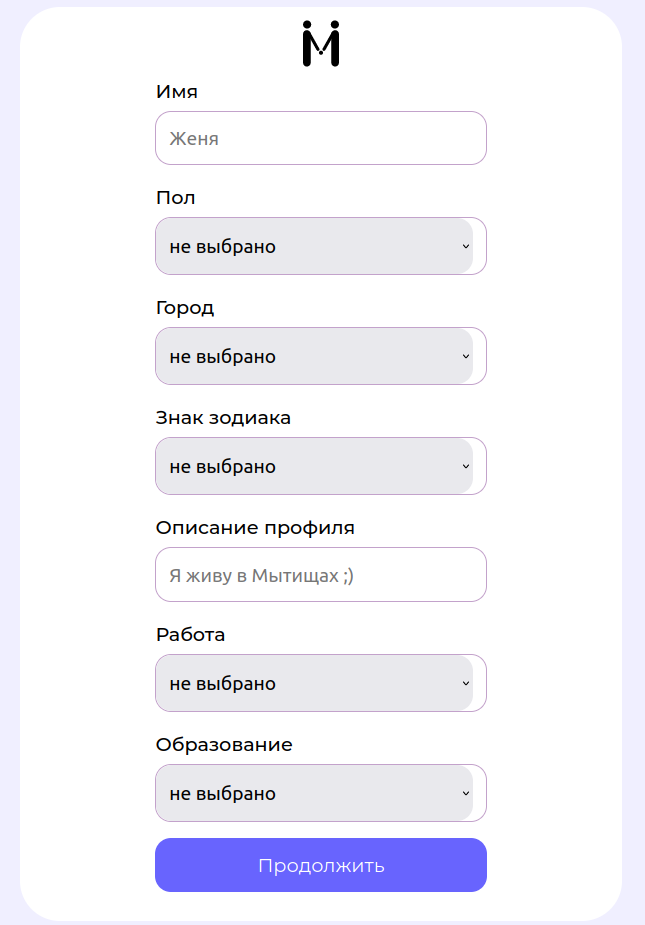 Имя
Женя
Пол
не выбрано
Город
не выбрано
Знак зодиака
не выбрано
Описание профиля
Я живу в Мытищах ;)
Работа
не выбрано
Образование
не выбрано
Продолжить